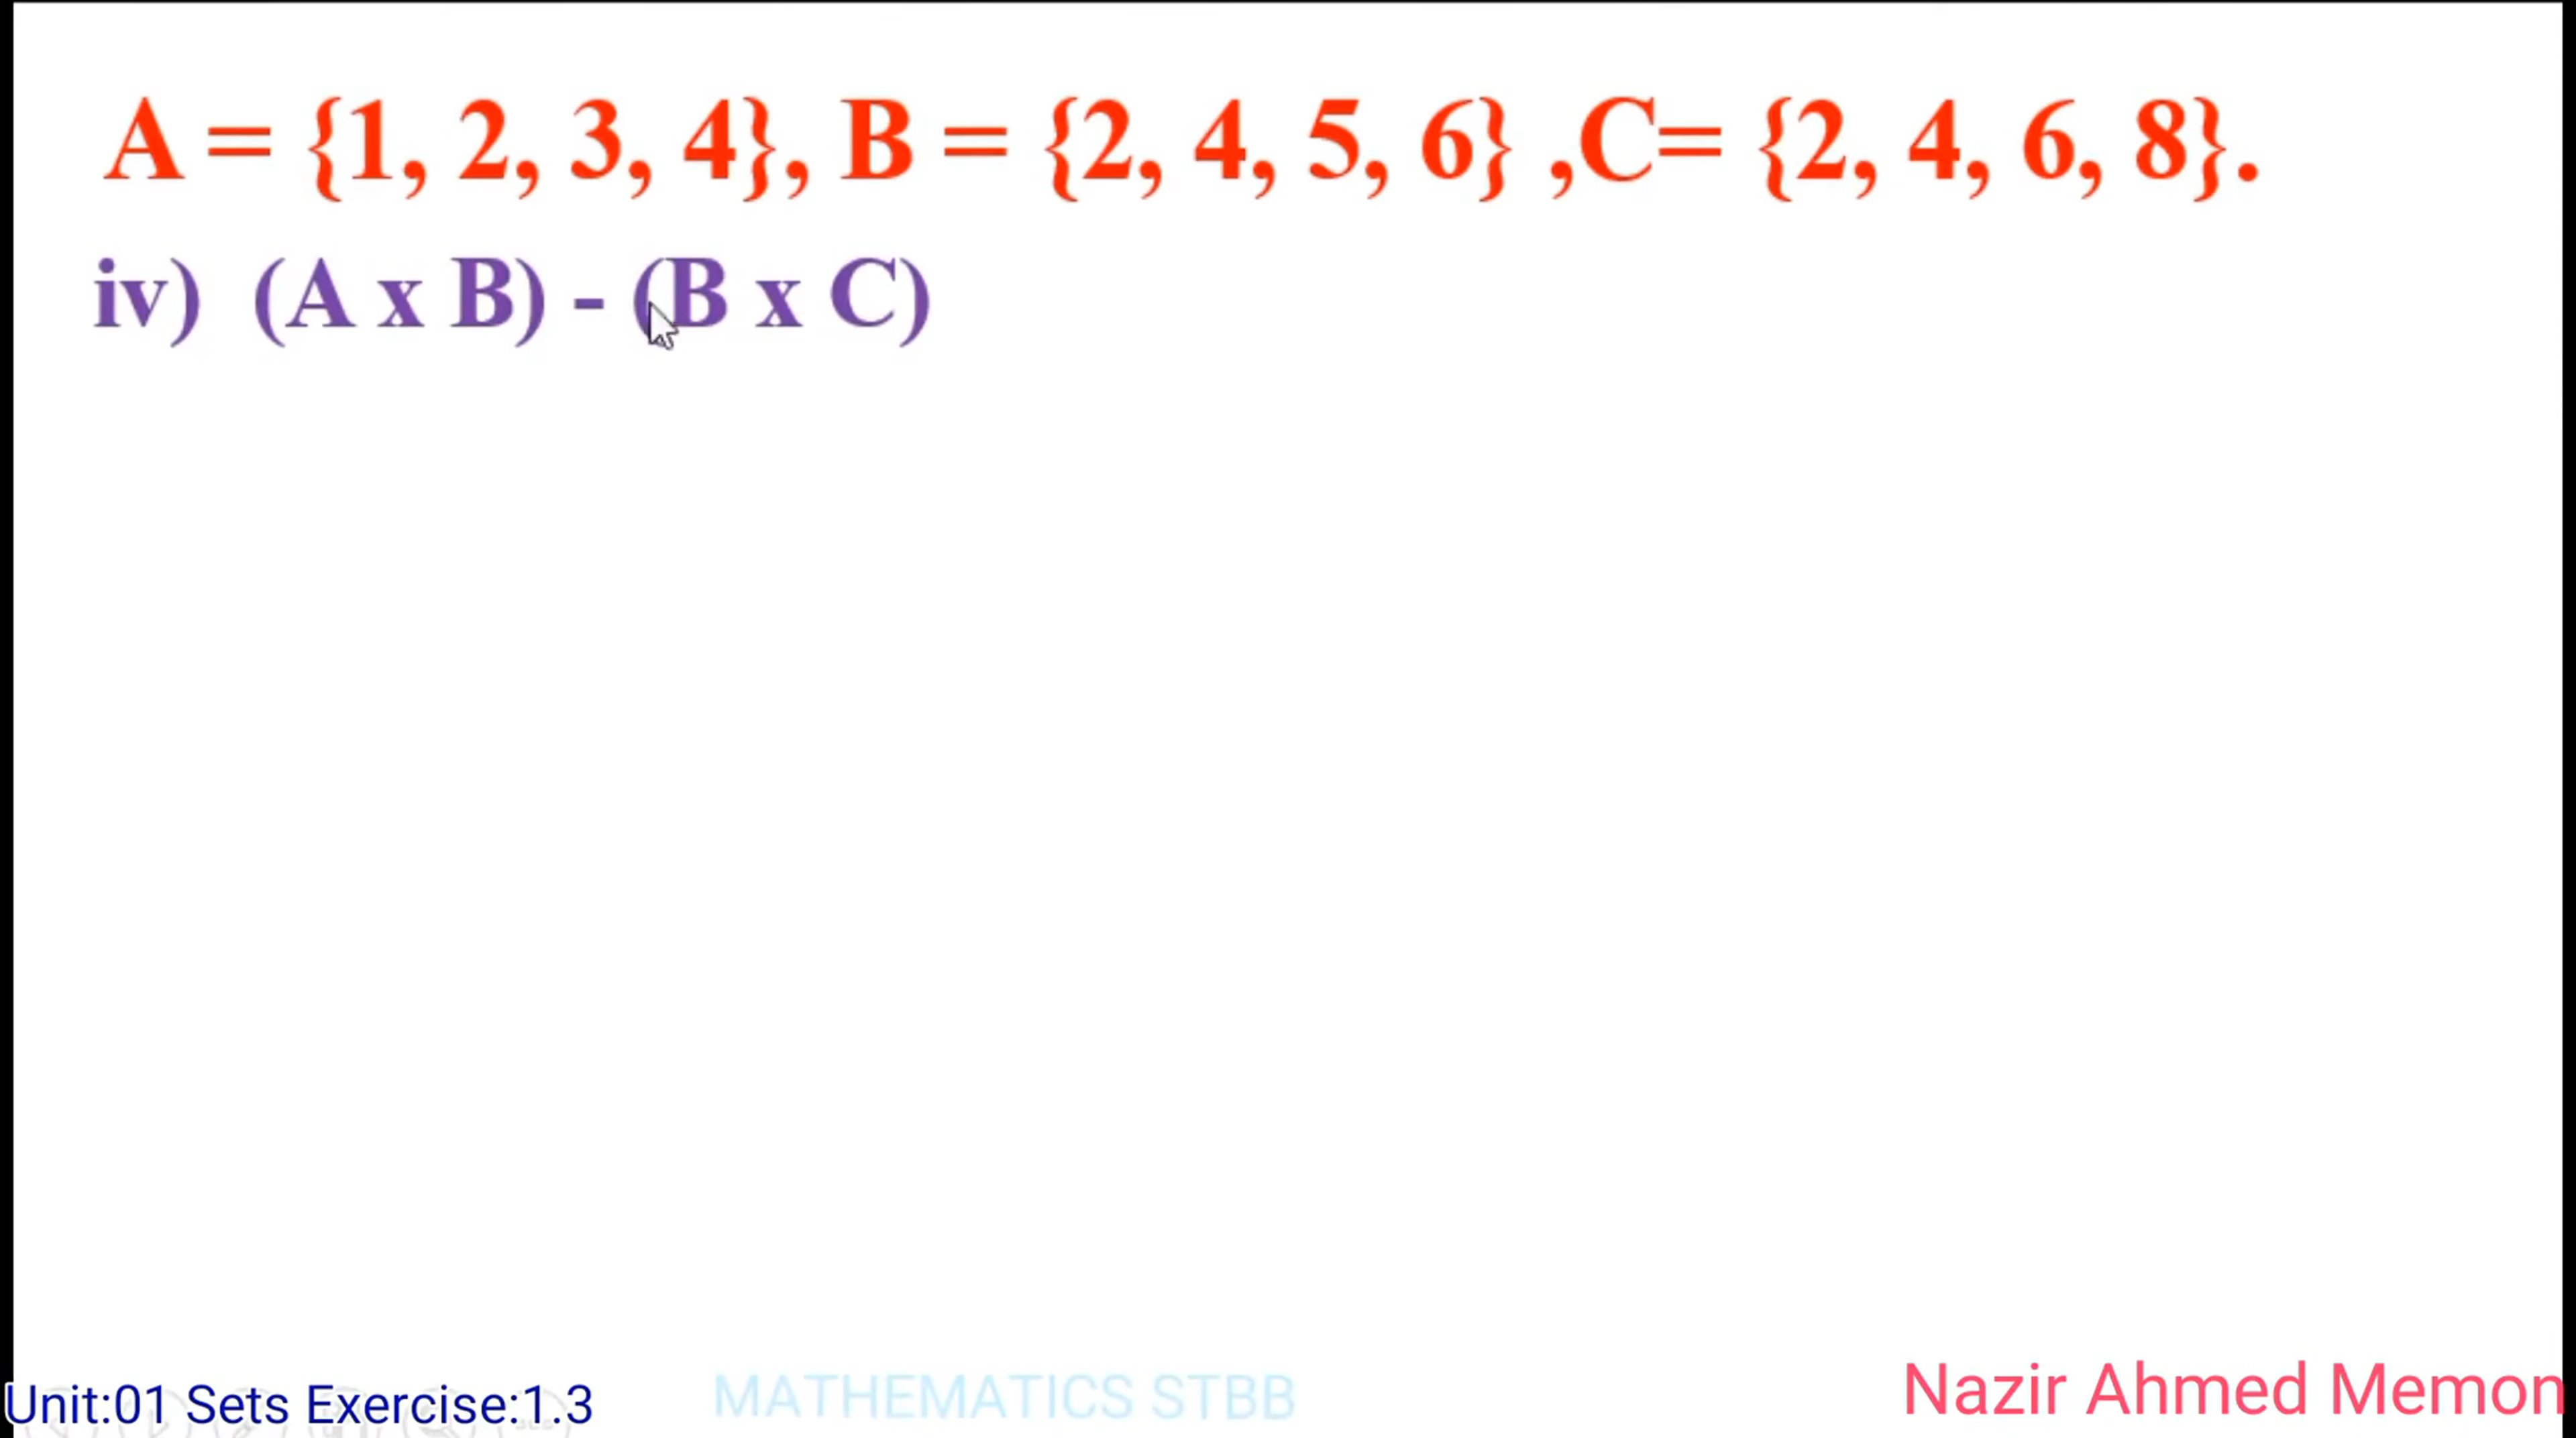 A = {1, 2, 3, 4}, B = {2, 4, 5, 6} ,C= {2, 4, 6, 8}.
iv) (A x B) - (B x C)
Unit:01 Sets Exercise:1.3
MATHEMATICS STBB
Nazir Ahmed Memon